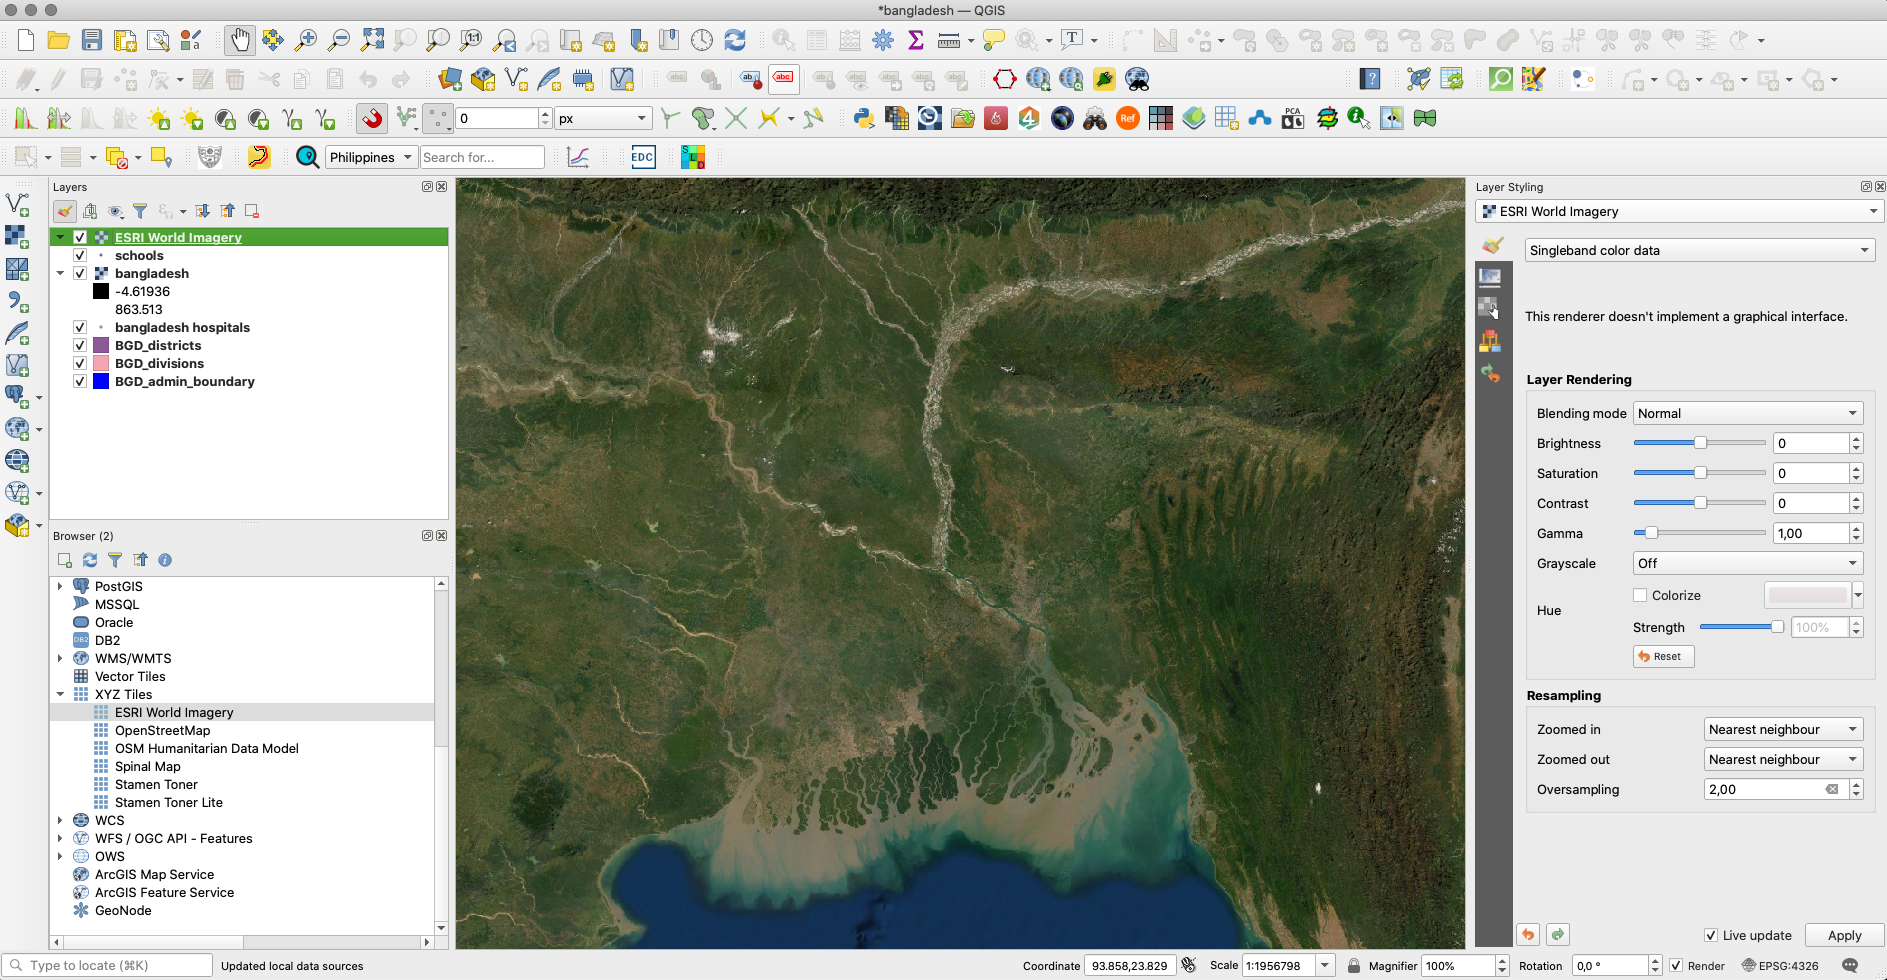 *bangladesh — QGIS
1:1
T
abc
ab
abc
0
px
Ref
PCA
Philippines
Search for...
EDC
S
L
D
Layers
ESRI World Imagery
schools
bangladesh
-4.61936
863.513
bangladesh hospitals
BGD_districts
BGD_divisions
BGD_admin_boundary
Browser (2)
PostGIS
MSSQL
Oracle
DB2
WMS/WMTS
Vector Tiles
XYZ Tiles
ESRI World Imagery
OpenStreetMap
OSM Humanitarian Data Model
Spinal Map
Stamen Toner
Stamen Toner Lite
WCS
WFS / OGC API - Features
OWS
ArcGIS Map Service
ArcGIS Feature Service
GeoNode
Layer Styling
ESRI World Imagery
Singleband color data
This renderer doesn't implement a graphical interface.
Layer Rendering
Blending mode Normal
Brightness 0
Saturation 0
Contrast 0
Gamma 1,00
Grayscale Off
Hue
Colorize
Strength 100%
Reset
Resampling
Zoomed in Nearest neighbour
Zoomed out Nearest neighbour
Oversampling 2,00
Live update Apply
Type to locate (⌘K) Updated local data sources Coordinate 93.858,23.829 Scale 1:1956798 Magnifier 100% Rotation 0,0 ° Render EPSG:4326